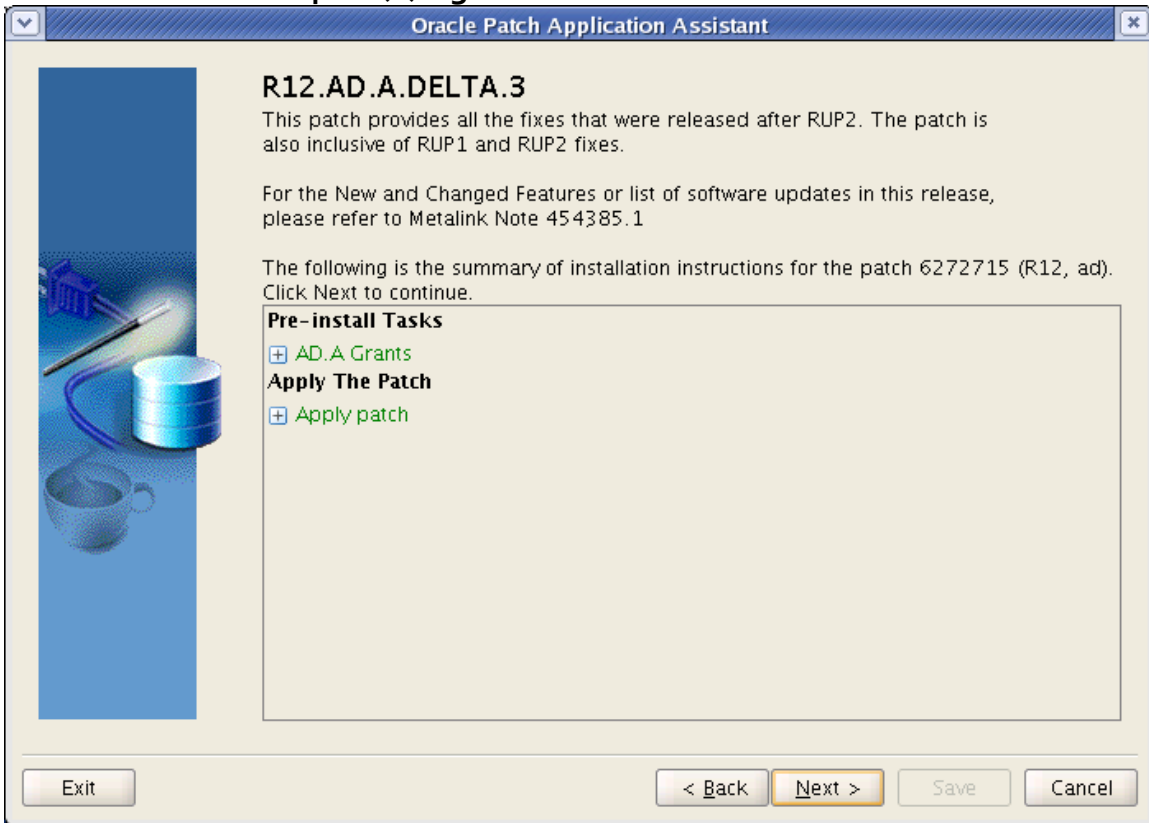 Oracle Patch Application Assistant
R12.AD.A.DELTA.3
This patch provides all the fixes that were released after RUP2. The patch is
also inclusive of RUP1 and RUP2 fixes.
For the New and Changed Features or list of software updates in this release,
please refer to Metalink Note 454385.1
The following is the summary of installation instructions for the patch 6272715 (R12, ad).
Click Next to continue.
Pre-install Tasks
AD.A Grants
Apply The Patch
Apply patch
Exit
< Back
Next >
Save
Cancel